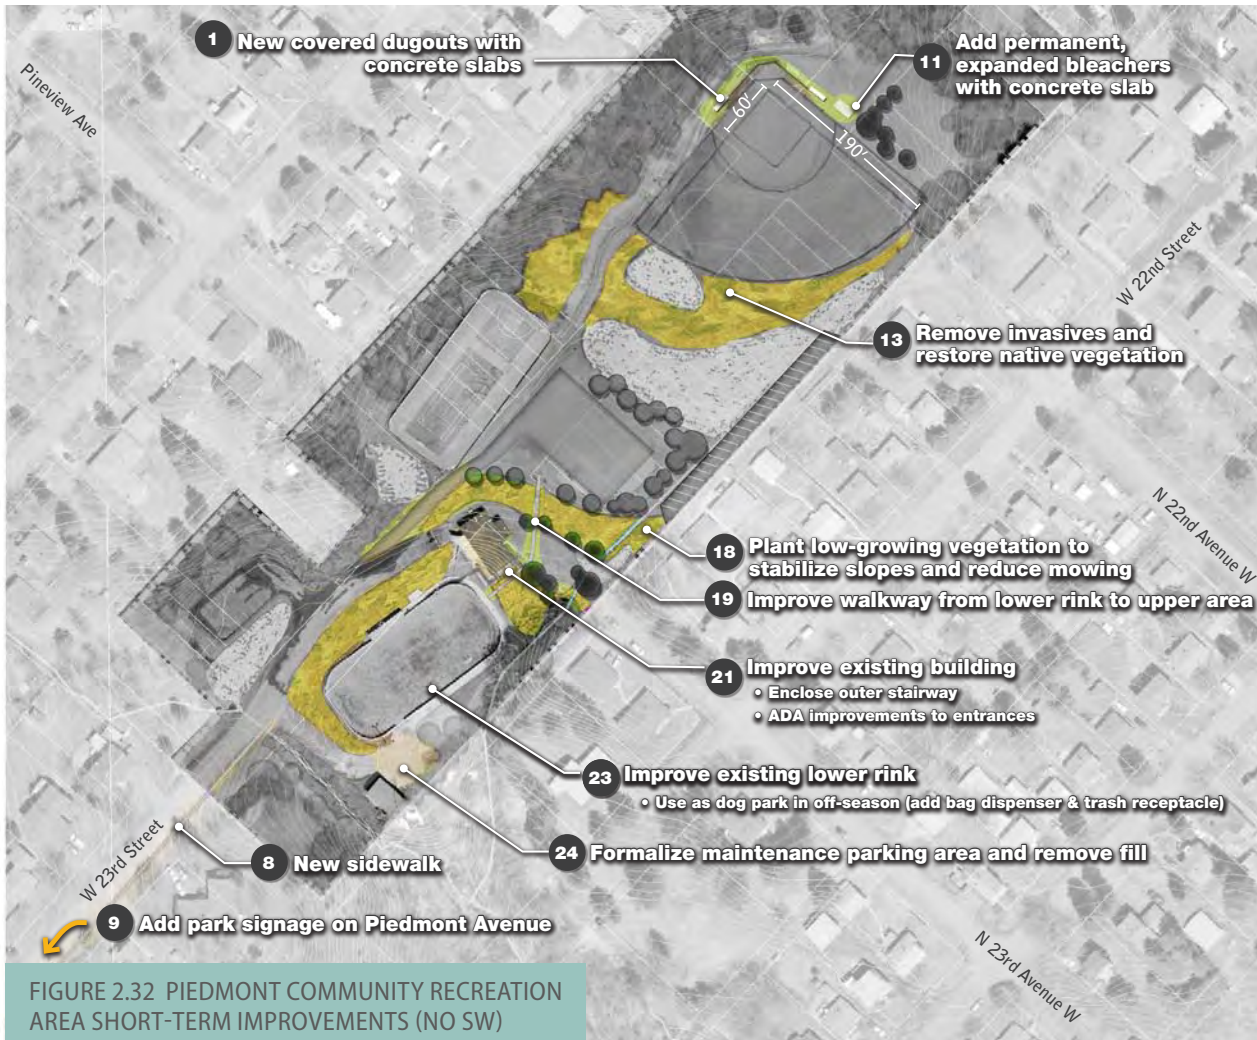 1 New covered dugouts with
concrete slabs
11 Add permanent,
expanded bleachers
with concrete slab
Pineview Ave
60'
190'
W 22nd Street
13 Remove invasives and
restore native vegetation
N 22nd Avenue W
18 Plant low-growing vegetation to
stabilize slopes and reduce mowing
19 Improve walkway from lower rink to upper area
21 Improve existing building
• Enclose outer stairway
• ADA improvements to entrances
23 Improve existing lower rink
• Use as dog park in off-season (add bag dispenser & trash receptacle)
24 Formalize maintenance parking area and remove fill
W 23rd Street
8 New sidewalk
9 Add park signage on Piedmont Avenue
N 23rd Avenue W
FIGURE 2.32 PIEDMONT COMMUNITY RECREATION
AREA SHORT-TERM IMPROVEMENTS (NO SW)